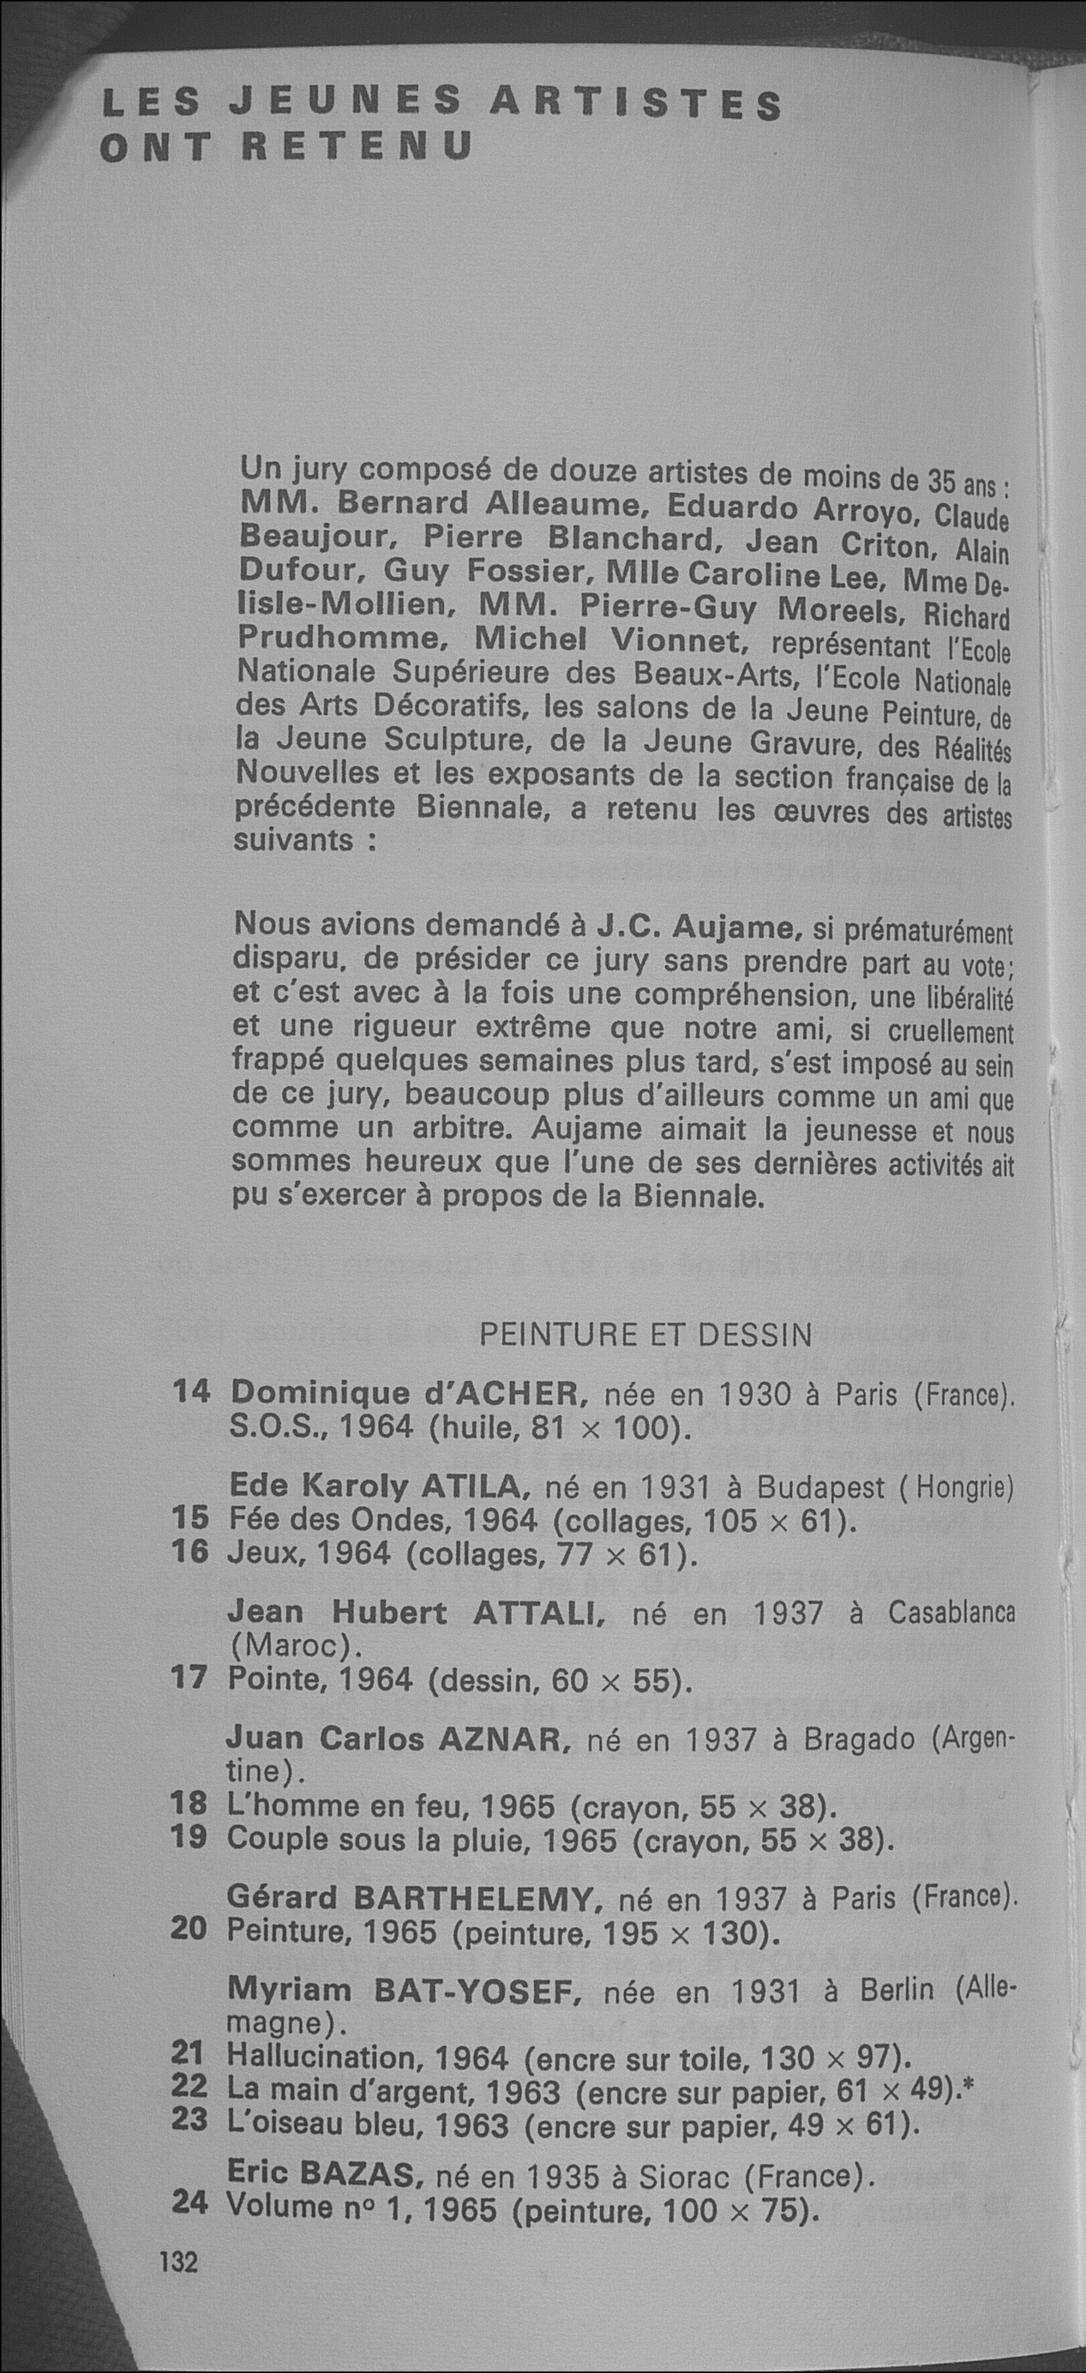 LES JEUNES ARTISTES
ONT RETENU
Un jury composé de douze artistes de moins de 35 ans :
MM. Bernard Alleaume, Eduardo Arroyo, Claude
Beaujour, Pierre Blanchard, Jean Criton, Alain
Dufour, Guy Fossier, Mlle Caroline Lee, Mme De-
lisle-Mollien, MM. Pierre-Guy Moreels, Richard
Prudhomme, Michel Vionnet, représentant l'Ecole
Nationale Supérieure des Beaux-Arts, l'Ecole Nationale
des Arts Décoratifs, les salons de la Jeune Peinture, de
la Jeune Sculpture, de la Jeune Gravure, des Réalités
Nouvelles et les exposants de la section française de la
précédente Biennale, a retenu les œuvres des artistes
suivants :
Nous avions demandé à J.C. Aujame, si prématurément
disparu, de présider ce jury sans prendre part au vote;
et c'est avec à la fois une compréhension, une libéralité
et une rigueur extrême que notre ami, si cruellement
frappé quelques semaines plus tard, s'est imposé au sein
de ce jury, beaucoup plus d'ailleurs comme un ami que
comme un arbitre. Aujame aimait la jeunesse et nous
sommes heureux que l'une de ses dernières activités ait
pu s'exercer à propos de la Biennale.
PEINTURE ET DESSIN
14 Dominique d'ACHER, née en 1930 à Paris (France).
S.O.S., 1964 (huile, 81 × 100).
Ede Karoly ATILA, né en 1931 à Budapest (Hongrie)
15 Fée des Ondes, 1964 (collages, 105 × 61).
16 Jeux, 1964 (collages, 77 × 61).
Jean Hubert ATTALI, né en 1937 à Casablanca
(Maroc).
17 Pointe, 1964 (dessin, 60 × 55).
Juan Carlos AZNAR, né en 1937 à Bragado (Argen-
tine).
18 L'homme en feu, 1965 (crayon, 55 × 38).
19 Couple sous la pluie, 1965 (crayon, 55 × 38).
Gérard BARTHELEMY, né en 1937 à Paris (France).
20 Peinture, 1965 (peinture, 195 × 130).
Myriam BAT-YOSEF, née en 1931 à Berlin (Alle-
magne).
21 Hallucination, 1964 (encre sur toile, 130 × 97).
22 La main d'argent, 1963 (encre sur papier, 61 × 49).*
23 L'oiseau bleu, 1963 (encre sur papier, 49 × 61).
Eric BAZAS, né en 1935 à Siorac (France).
24 Volume nº 1, 1965 (peinture, 100 × 75).
132